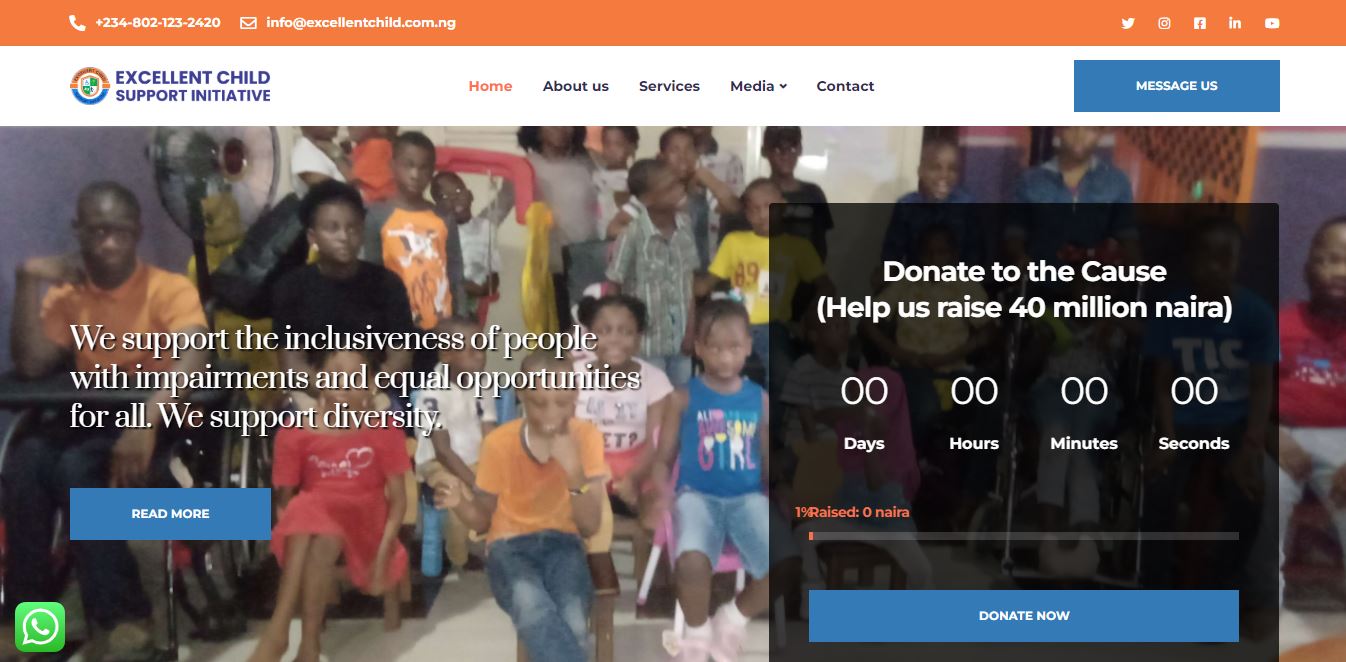 +234-802-123-2420 info@excellentchild.com.ng
EXCELLENT CHILD
SUPPORT INITIATIVE
Home About us Services Media Contact
MESSAGE US
We support the inclusiveness of people
with impairments and equal opportunities
for all. We support diversity.
READ MORE
Donate to the Cause
(Help us raise 40 million naira)
00 00 00 00
Days Hours Minutes Seconds
1% Raised: 0 naira
DONATE NOW
89
GIRL
TIC